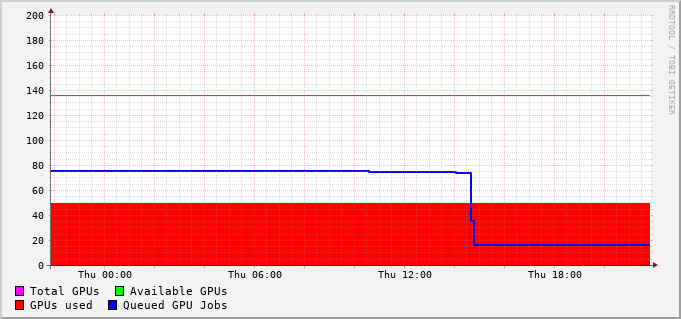 200
180
160
140
120
100
80
60
40
20
0
Thu 00:00 Thu 06:00 Thu 12:00 Thu 18:00
Total GPUs Available GPUs
GPUs used Queued GPU Jobs
RRDTOOL / TOBI OETIKER